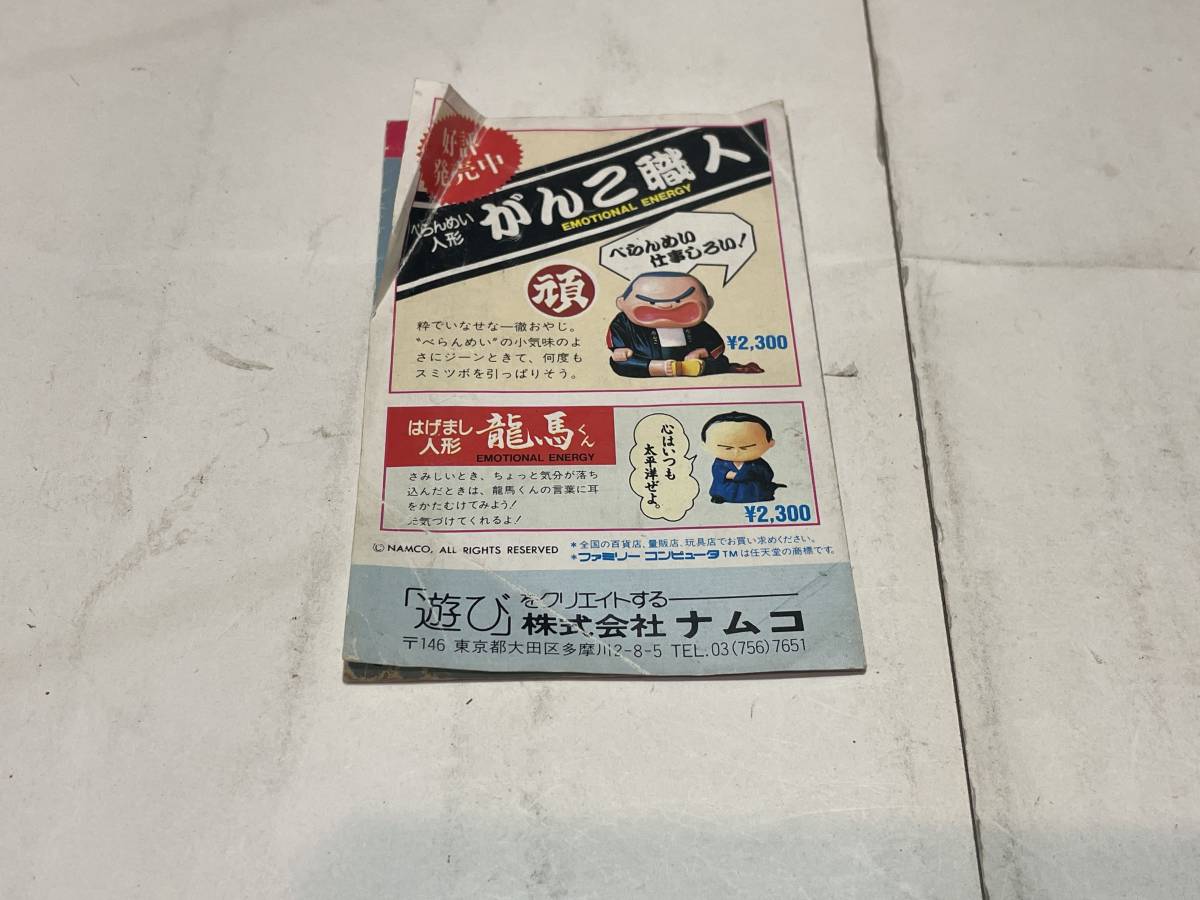 好評
発売中
べらんめい
人形
がんこ職人
EMOTIONAL ENERGY
べらんめい
仕事しろい!
頑
粋でいなせな一徹おやじ。
"べらんめい"の小気味のよ
さにジーンときて、何度も
スミツボを引っぱりそう。
¥2,300
はげまし
人形
龍馬くん
EMOTIONAL ENERGY
さみしいとき、ちょっと気分が落ち
込んだときは、龍馬くんの言葉に耳
をかたむけてみよう!
元気づけてくれるよ!
心はいつも
太平洋ぜよ。
¥2,300
©NAMCO, ALL RIGHTS RESERVED
*全国の百貨店、量販店、玩具店でお買い求めください。
*ファミリーコンピュータTMは任天堂の商標です。
「遊び」をクリエイトする
株式会社ナムコ
〒146 東京都大田区多摩川2-8-5 TEL.03(756)7651